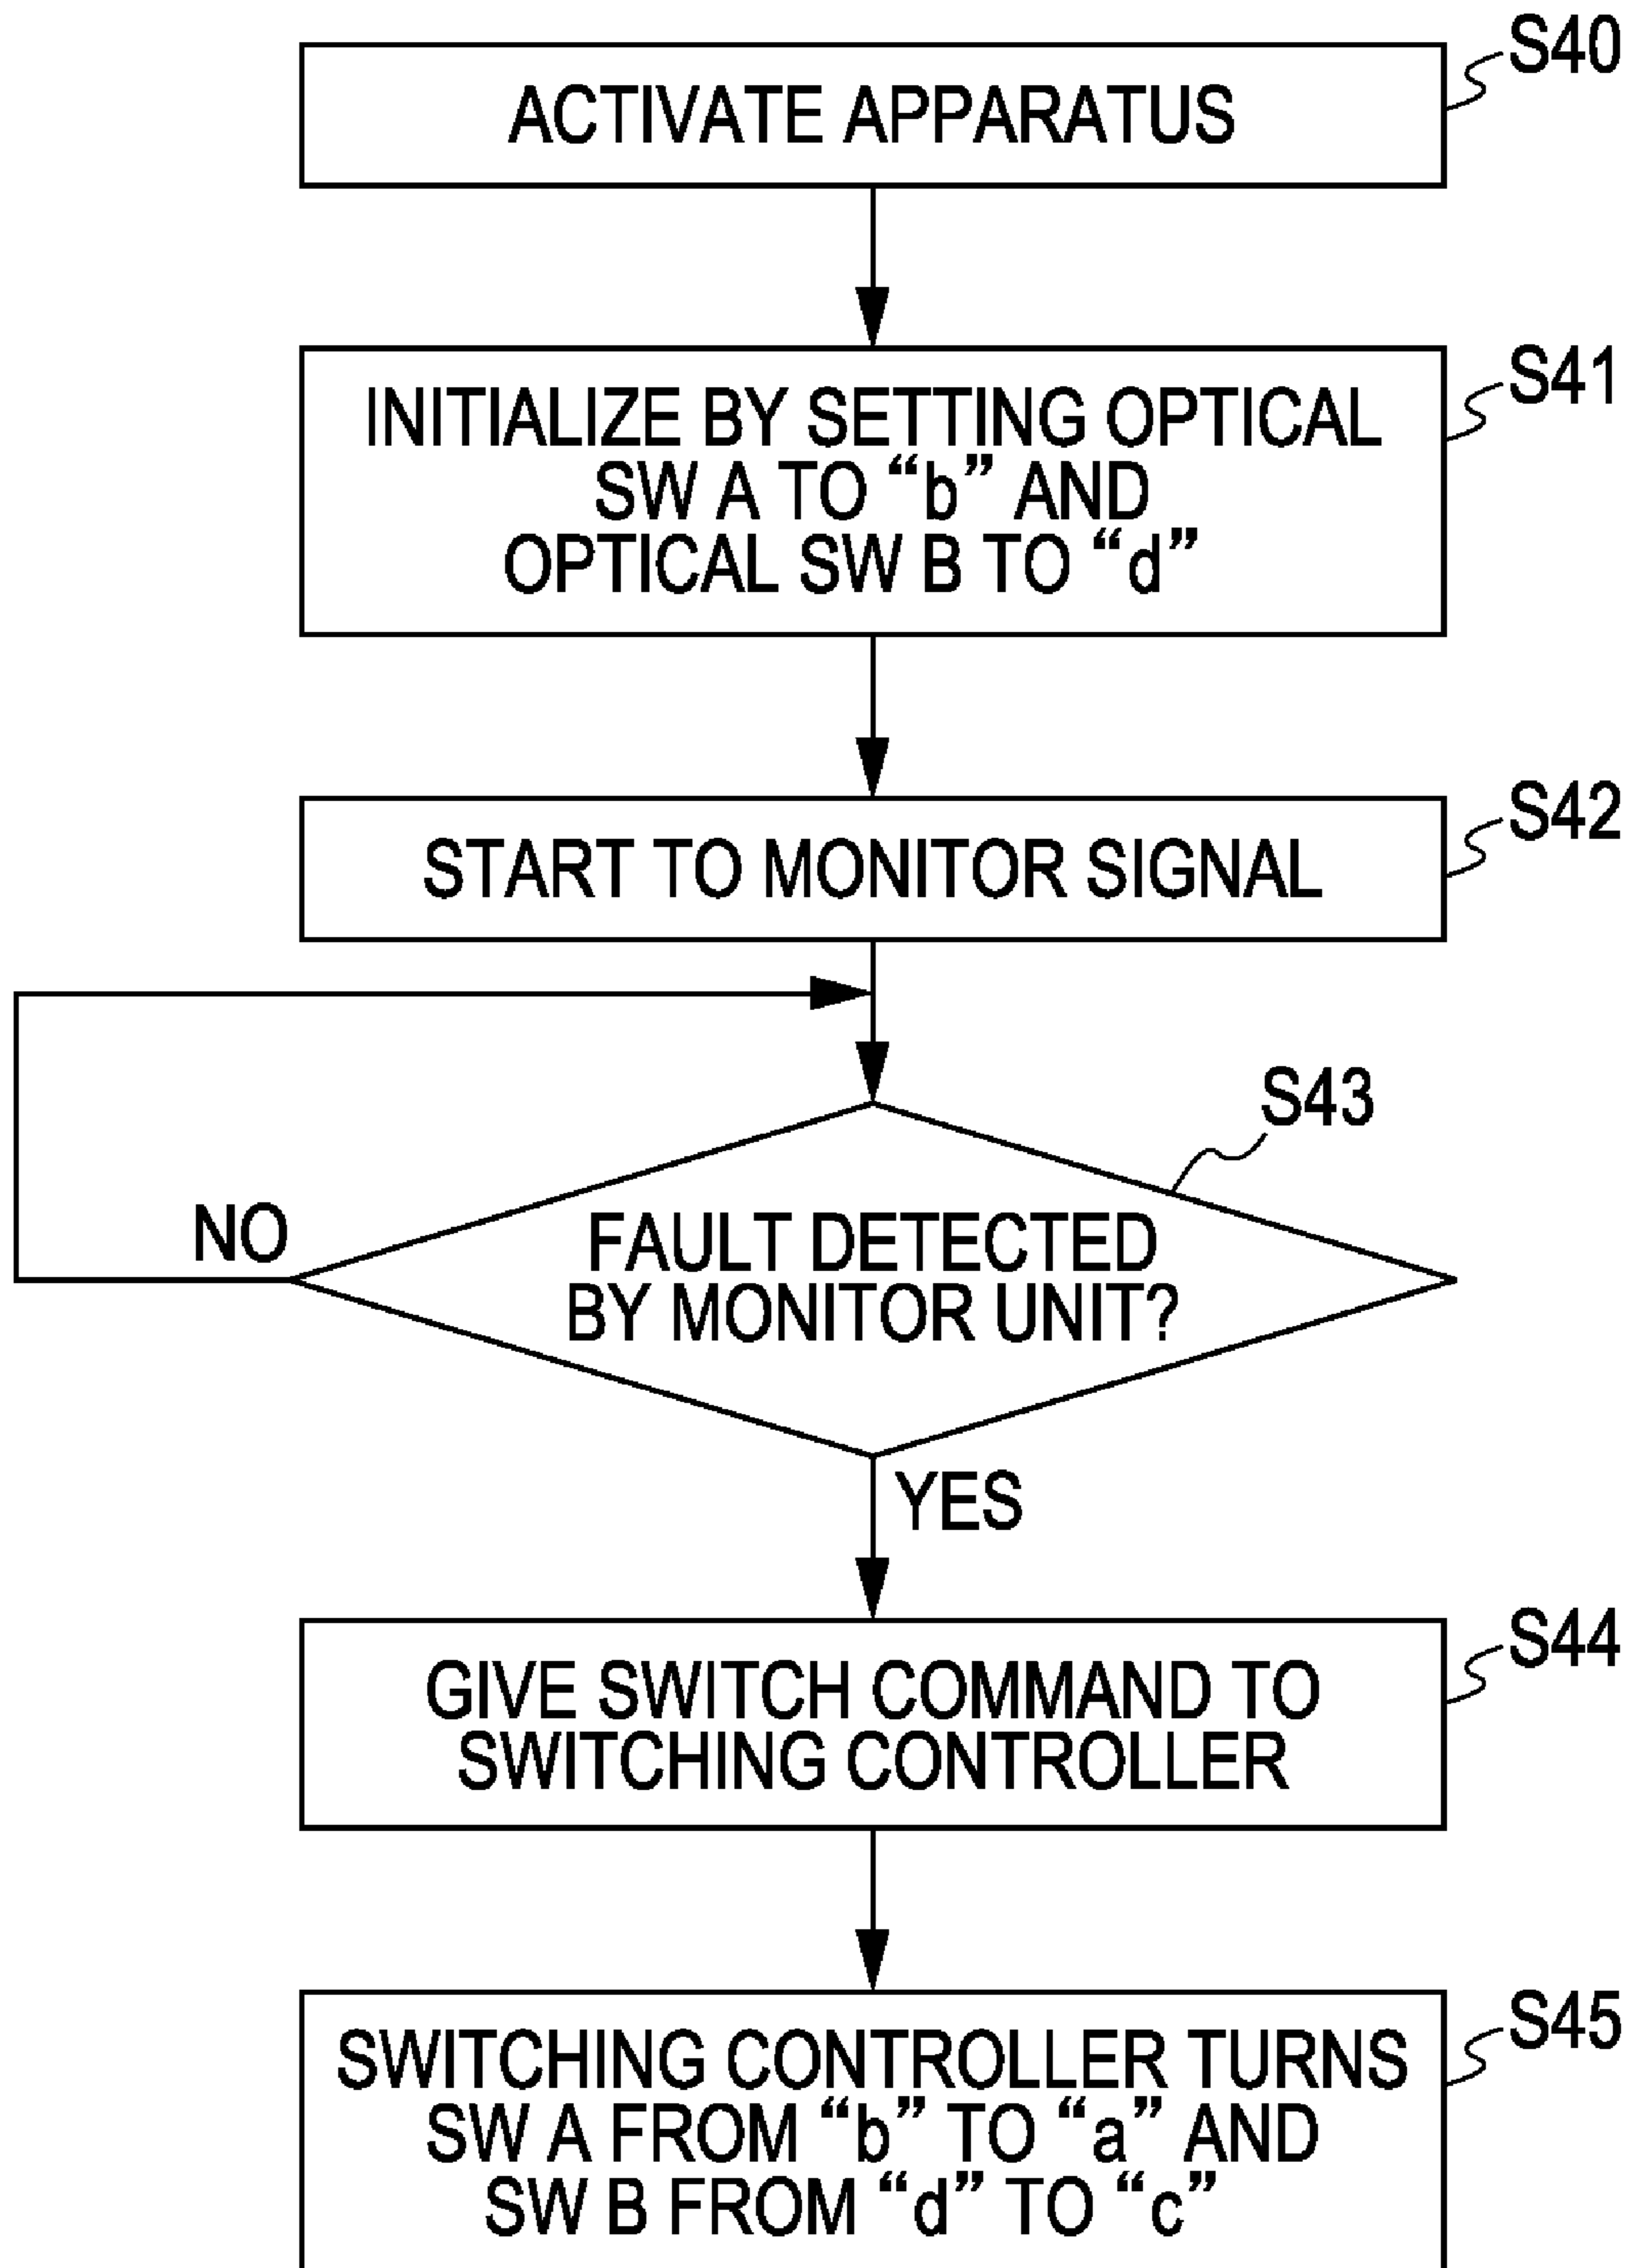 S40
ACTIVATE APPARATUS
S41
INITIALIZE BY SETTING OPTICAL
SW A TO “b” AND
OPTICAL SW B TO “d”
S42
START TO MONITOR SIGNAL
S43
NO
FAULT DETECTED
BY MONITOR UNIT?
YES
S44
GIVE SWITCH COMMAND TO
SWITCHING CONTROLLER
S45
SWITCHING CONTROLLER TURNS
SW A FROM “b” TO “a” AND
SW B FROM “d” TO “c”